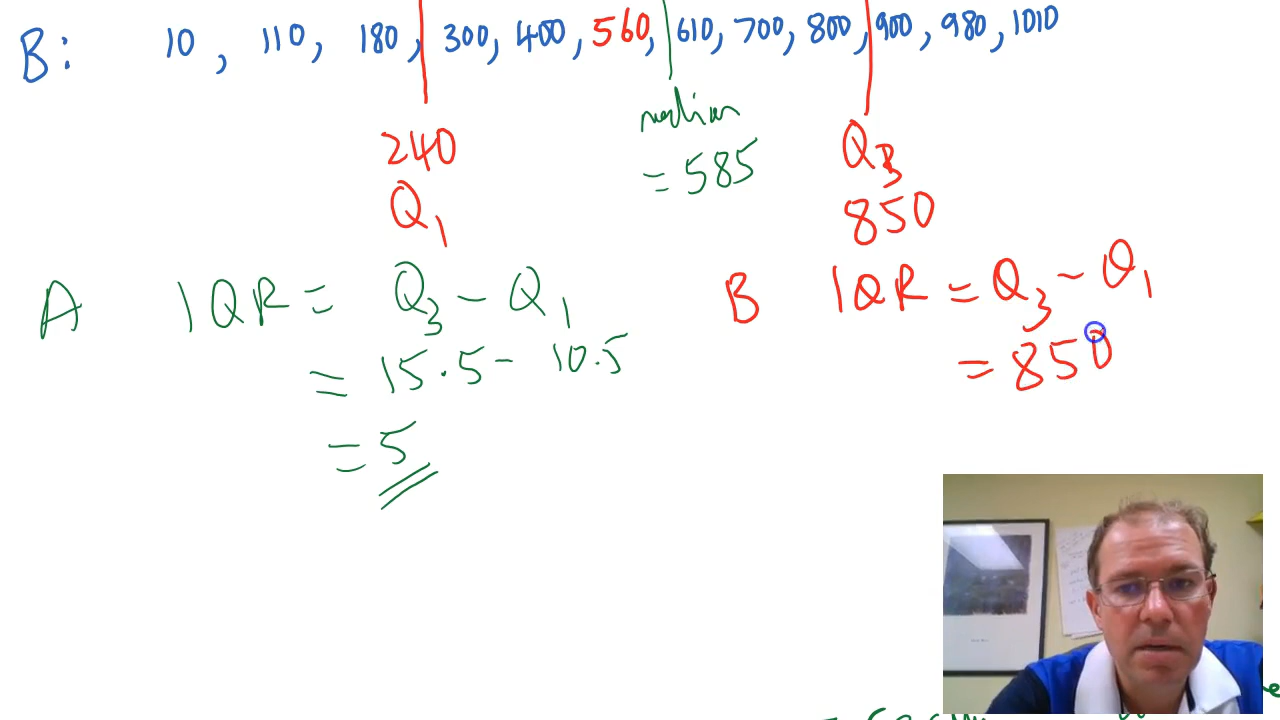 B: 10, 110, 180, 300, 400, 560, 610, 700, 800, 900, 980, 1010
median
240
Q3
= 585
Q1
850
A IQR = Q3 - Q1
B IQR = Q3 - Q1
= 15.5 - 10.5
= 850
= 5